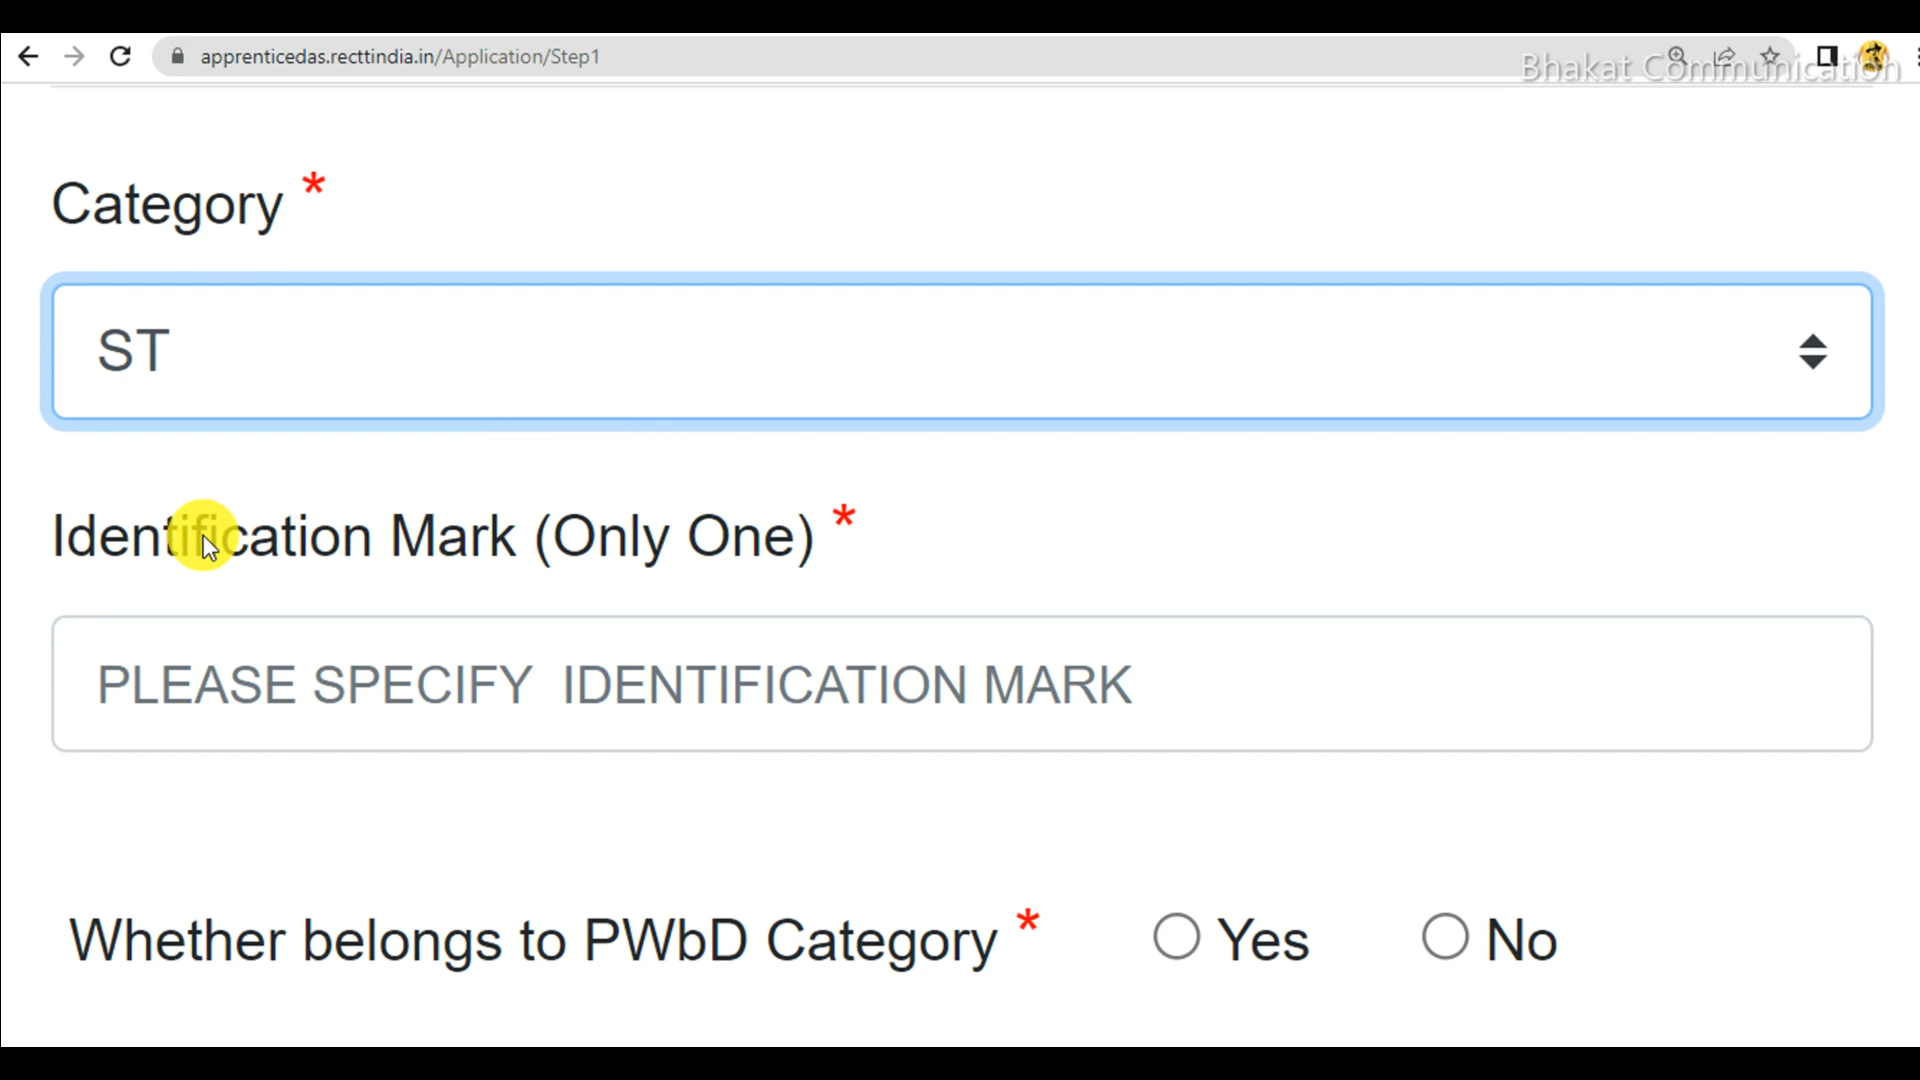 apprenticedas.recttindia.in/Application/Step1
Bhakat Communication
Category *
ST
Identification Mark (Only One) *
PLEASE SPECIFY IDENTIFICATION MARK
Whether belongs to PWbD Category * Yes No